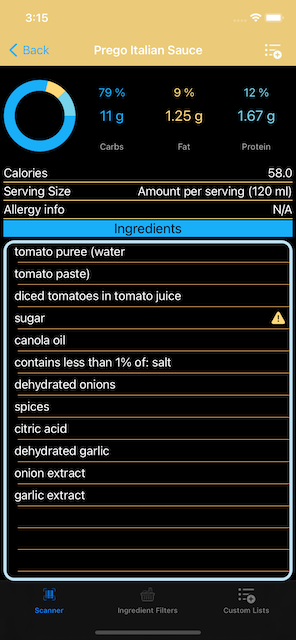 3:15
Back
Prego Italian Sauce
79 %
9 %
12 %
11 g
1.25 g
1.67 g
Carbs
Fat
Protein
Calories 58.0
Serving Size Amount per serving (120 ml)
Allergy info N/A
Ingredients
tomato puree (water
tomato paste)
diced tomatoes in tomato juice
sugar
canola oil
contains less than 1% of: salt
dehydrated onions
spices
citric acid
dehydrated garlic
onion extract
garlic extract
Scanner
Ingredient Filters
Custom Lists